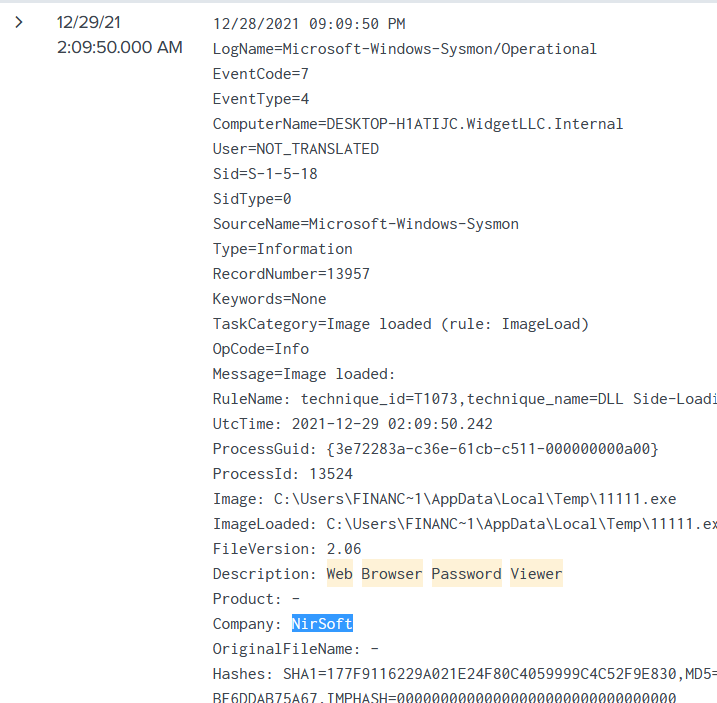 12/29/21
2:09:50.000 AM
12/28/2021 09:09:50 PM
LogName=Microsoft-Windows-Sysmon/Operational
EventCode=7
EventType=4
ComputerName=DESKTOP-H1ATIJC.WidgetLLC.Internal
User=NOT_TRANSLATED
Sid=S-1-5-18
SidType=0
SourceName=Microsoft-Windows-Sysmon
Type=Information
RecordNumber=13957
Keywords=None
TaskCategory=Image loaded (rule: ImageLoad)
OpCode=Info
Message=Image loaded:
RuleName: technique_id=T1073,technique_name=DLL Side-Loadi
UtcTime: 2021-12-29 02:09:50.242
ProcessGuid: {3e72283a-c36e-61cb-c511-000000000a00}
ProcessId: 13524
Image: C:\Users\FINANC~1\AppData\Local\Temp\11111.exe
ImageLoaded: C:\Users\FINANC~1\AppData\Local\Temp\11111.ex
FileVersion: 2.06
Description: Web Browser Password Viewer
Product: -
Company: NirSoft
OriginalFileName: -
Hashes: SHA1=177F9116229A021E24F80C4059999C4C52F9E830,MD5=
BF6DDAB75A67,IMPHASH=00000000000000000000000000000000